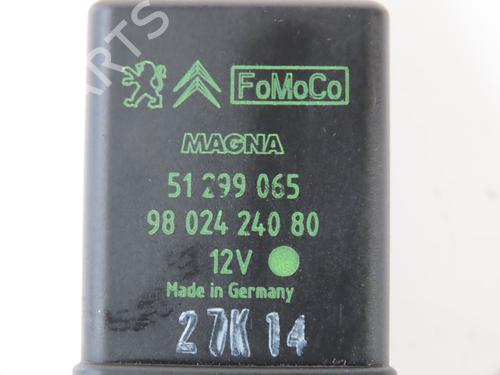 FoMoCo
MAGNA
51 299 065
98 024 240 80
12V
Made in Germany
27K14